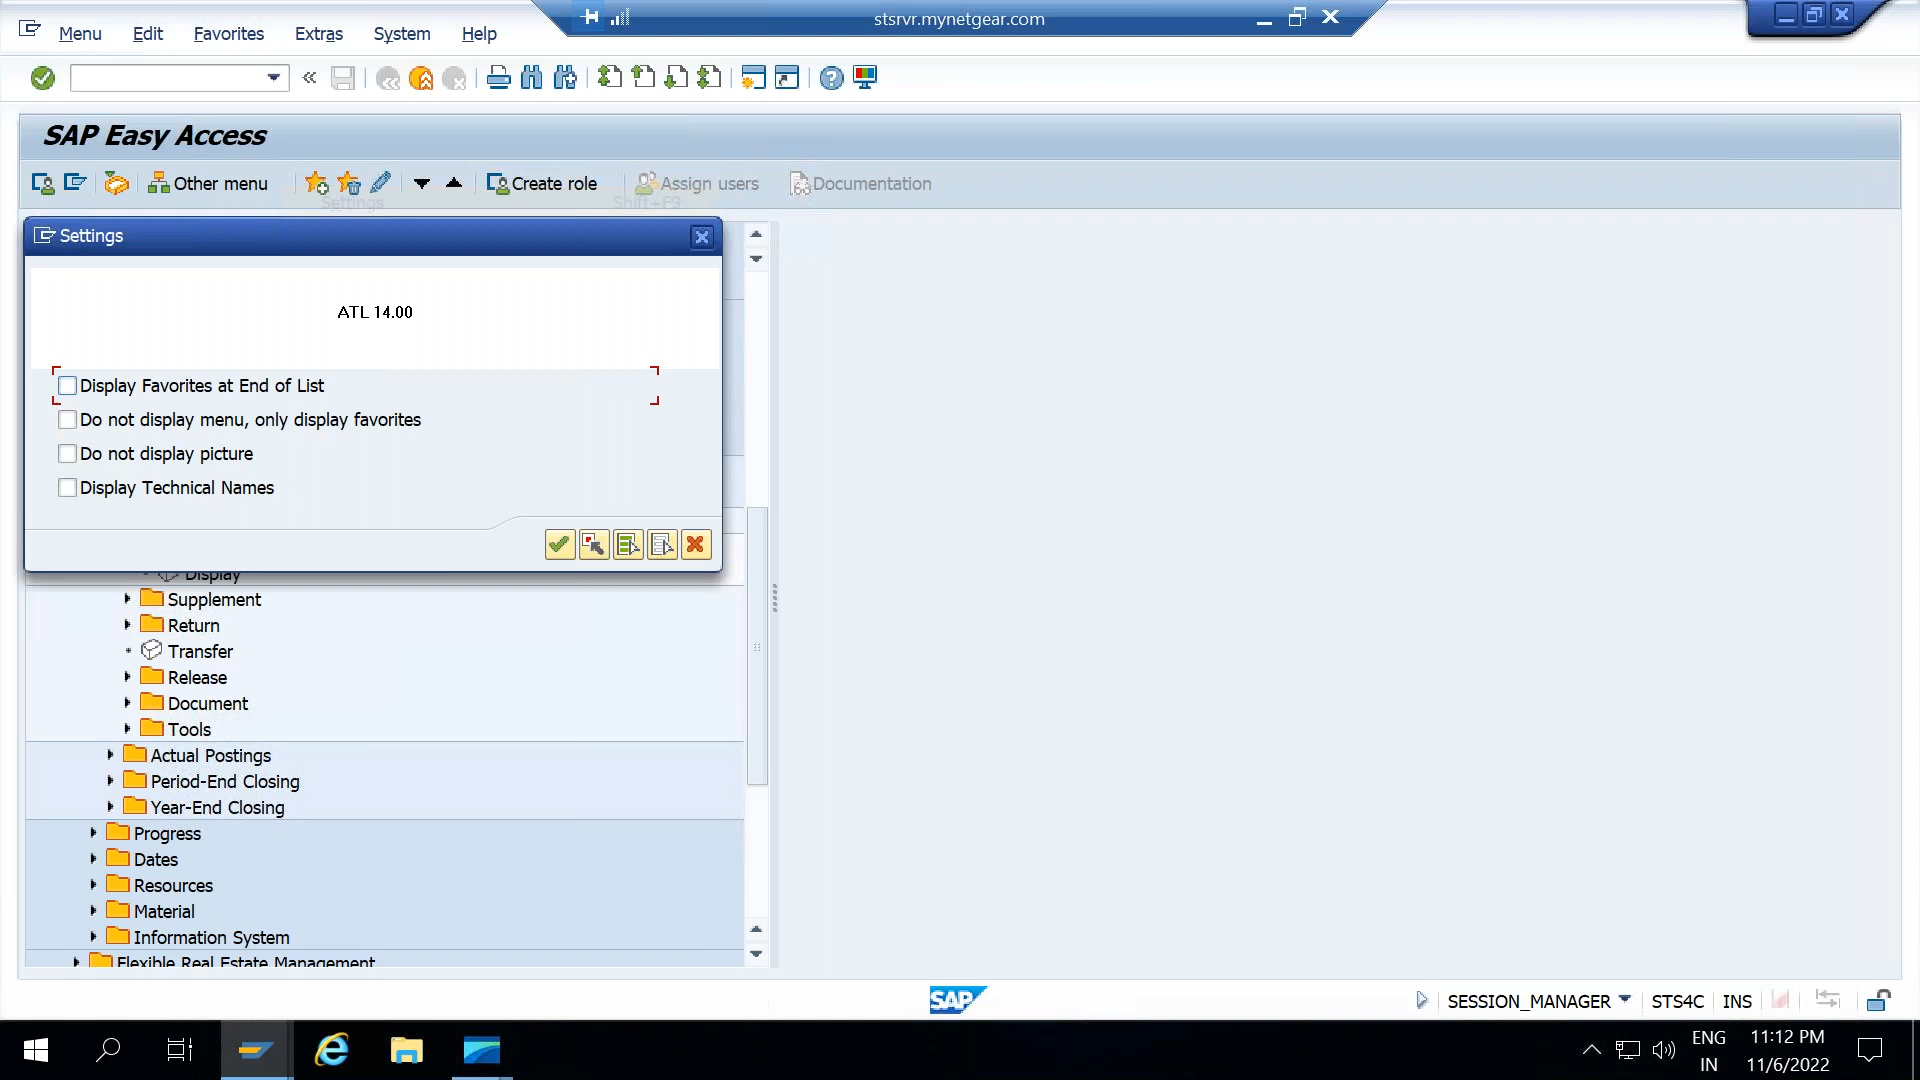 stsrvr.mynetgear.com
Menu Edit Favorites Extras System Help
SAP Easy Access
Other menu Create role Assign users Documentation
Settings Shift+F9
Settings
ATL 14.00
Display Favorites at End of List
Do not display menu, only display favorites
Do not display picture
Display Technical Names
Display
Supplement
Return
Transfer
Release
Document
Tools
Actual Postings
Period-End Closing
Year-End Closing
Progress
Dates
Resources
Material
Information System
Flexible Real Estate Management
SAP
SESSION_MANAGER STS4C INS
ENG 11:12 PM
IN 11/6/2022